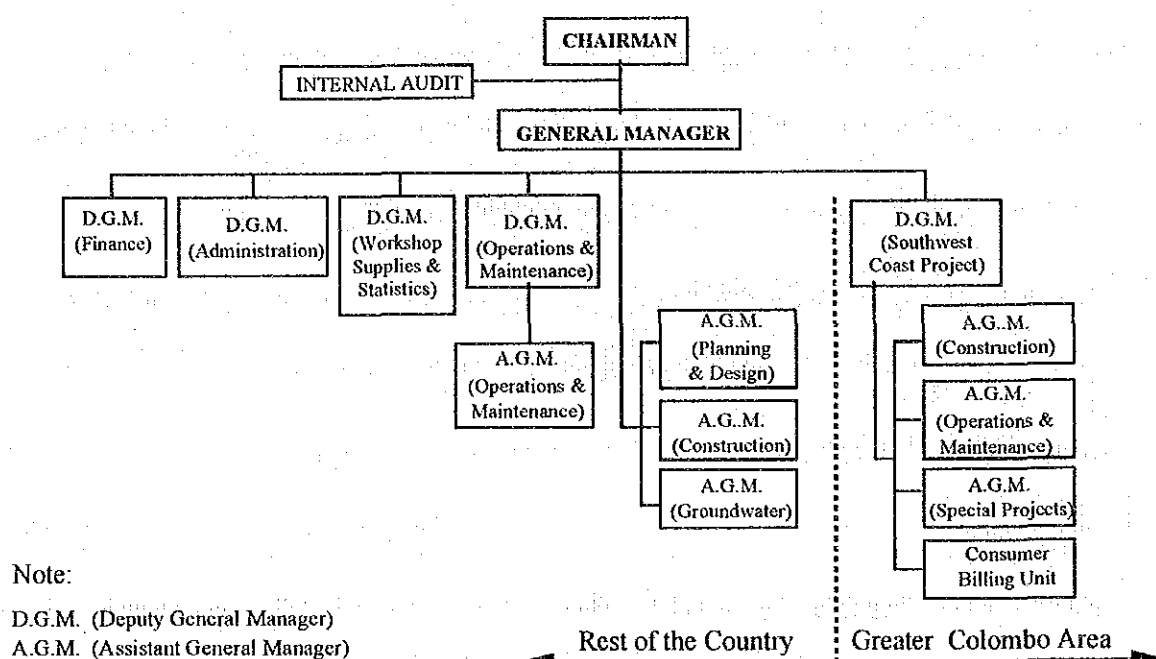 CHAIRMAN
INTERNAL AUDIT
GENERAL MANAGER
D.G.M.
(Finance)
D.G.M.
(Administration)
D.G.M.
(Workshop
Supplies &
Statistics)
D.G.M.
(Operations &
Maintenance)
A.G.M.
(Operations &
Maintenance)
A.G.M.
(Planning
& Design)
A.G..M.
(Construction)
A.G.M.
(Groundwater)
D.G.M.
(Southwest
Coast Project)
A.G..M.
(Construction)
A.G.M.
(Operations &
Maintenance)
A.G.M.
(Special Projects)
Consumer
Billing Unit
Note:
D.G.M. (Deputy General Manager)
A.G.M. (Assistant General Manager)
Rest of the Country
Greater Colombo Area